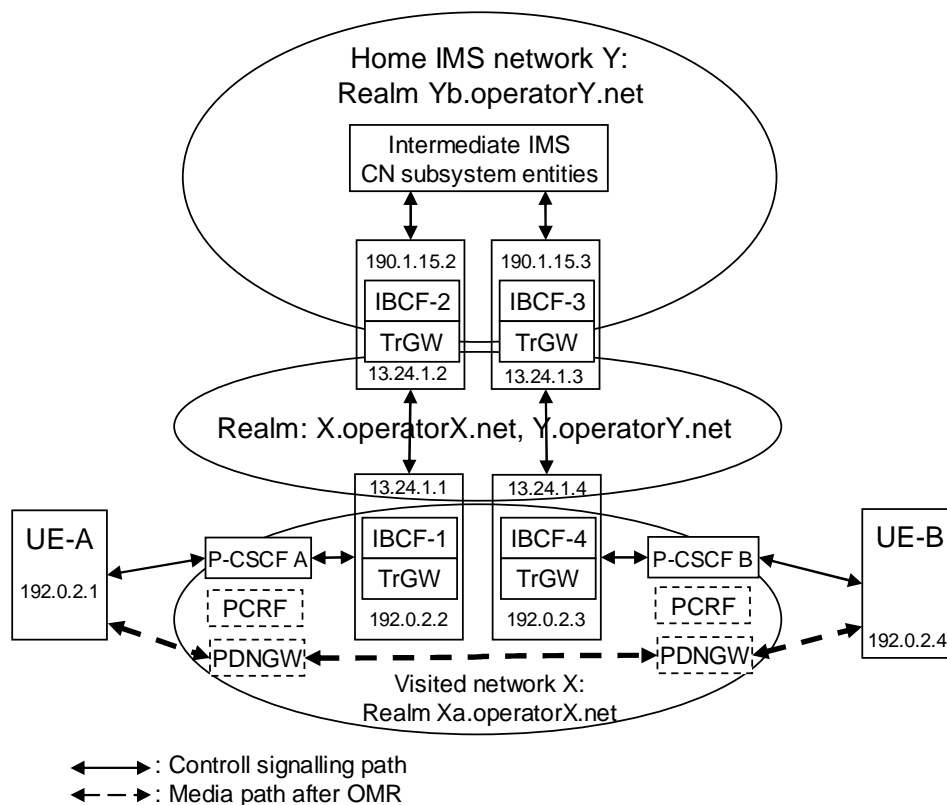 Home IMS network Y:
Realm Yb.operatorY.net
Intermediate IMS
CN subsystem entities
190.1.15.2
190.1.15.3
IBCF-2
IBCF-3
TrGW
TrGW
13.24.1.2
13.24.1.3
Realm: X.operatorX.net, Y.operatorY.net
13.24.1.1
13.24.1.4
UE-A
192.0.2.1
P-CSCF A
IBCF-1
IBCF-4
P-CSCF B
UE-B
TrGW
TrGW
PCRF
PCRF
192.0.2.2
192.0.2.3
192.0.2.4
PDNGW
PDNGW
Visited network X:
Realm Xa.operatorX.net
: Controll signalling path
: Media path after OMR